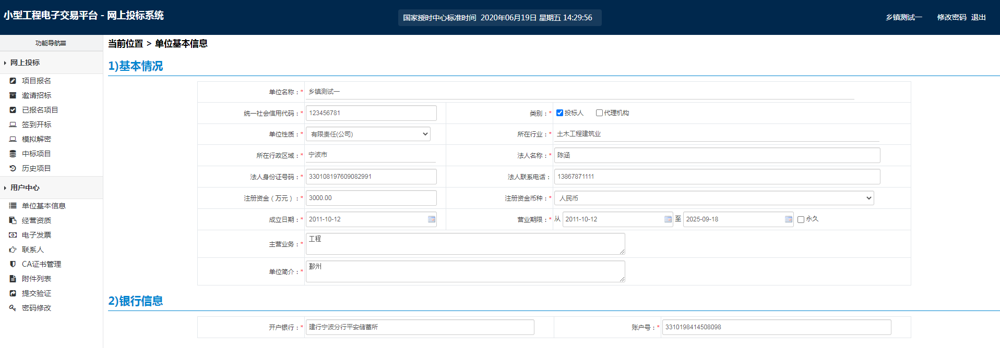 小型工程电子交易平台 - 网上投标系统
国家授时中心标准时间 2020年06月19日 星期五 14:29:56
乡镇测试一 修改密码 退出
功能导航
当前位置 > 单位基本信息
网上投标
项目报名
邀请招标
已报名项目
签到开标
模拟解密
中标项目
历史项目
用户中心
单位基本信息
经营资质
电子发票
联系人
CA证书管理
附件列表
提交验证
密码修改
1)基本情况
单位名称：* 乡镇测试一
统一社会信用代码：* 123456781 类别：* 投标人 代理机构
单位性质：* 有限责任(公司) 所在行业：* 土木工程建筑业
所在行政区域：* 宁波市 法人名称：* 陈涵
法人身份证号码：* 330108197609082991 法人联系电话： 13867871111
注册资金（万元）：* 3000.00 注册资金币种：* 人民币
成立日期：* 2011-10-12 营业期限：* 从 2011-10-12 至 2025-09-18 永久
主营业务：* 工程
单位简介：* 鄞州
2)银行信息
开户银行：* 建行宁波分行平安储蓄所 账户号：* 3310198414508098